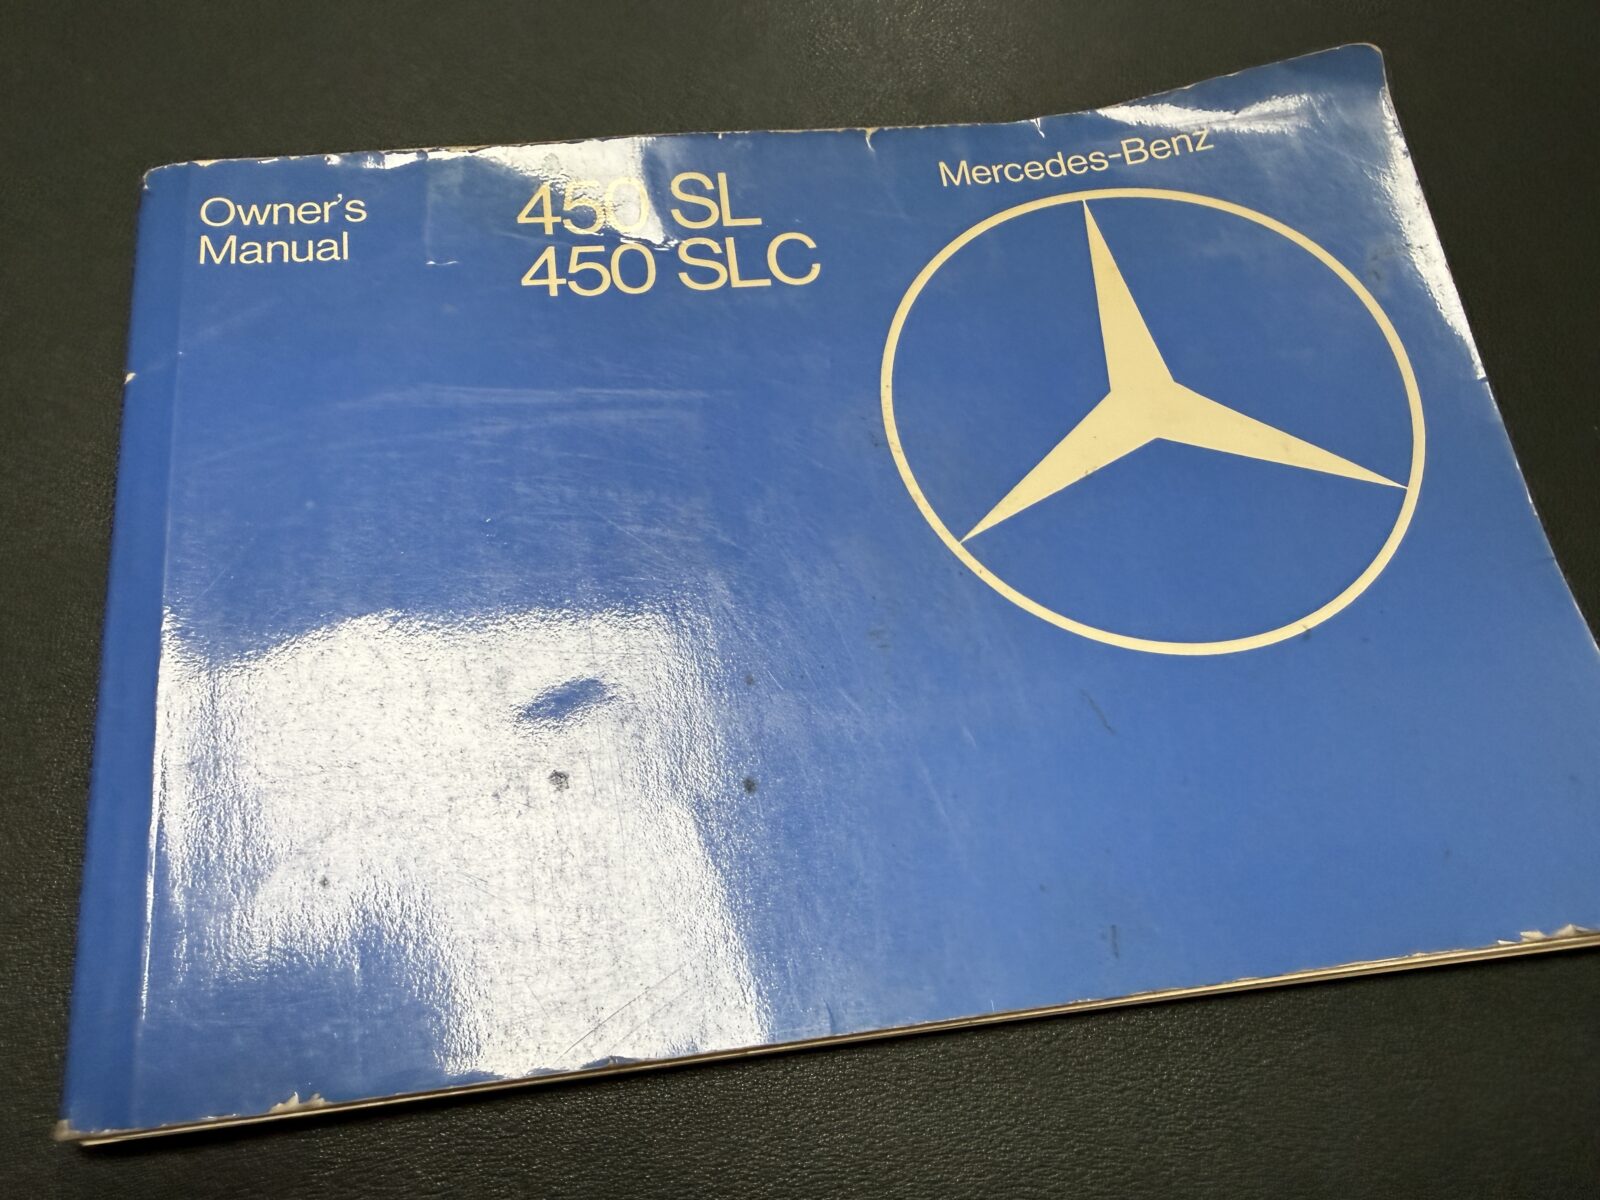 Owner's
Manual
450 SL
450 SLC
Mercedes-Benz